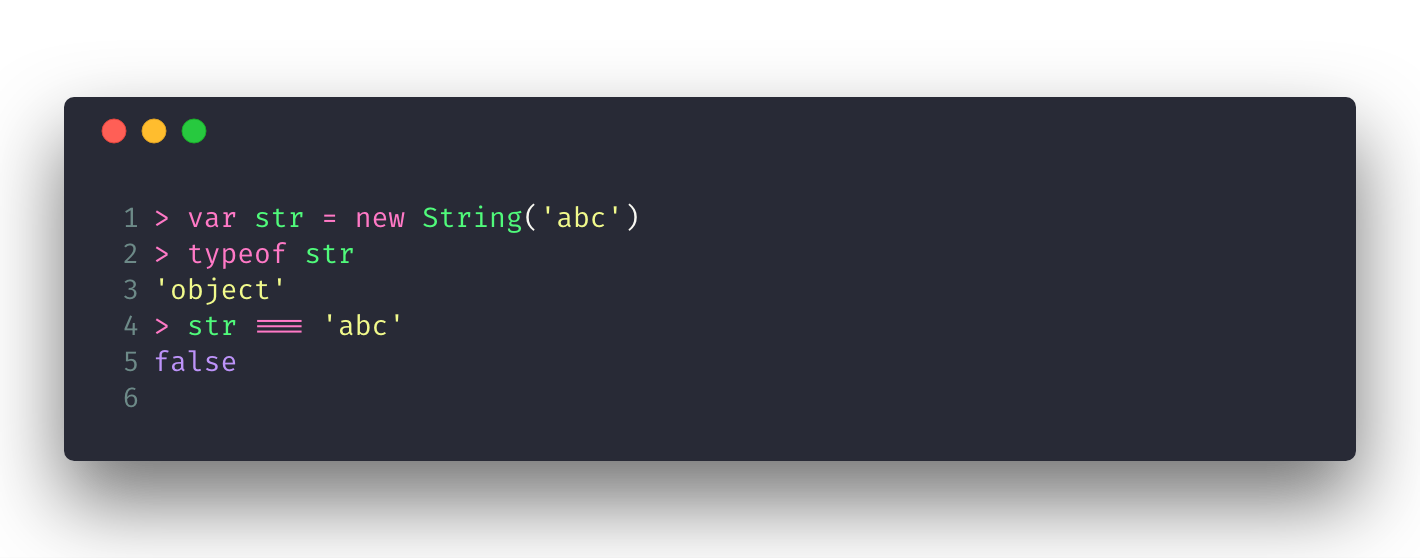 1 > var str = new String('abc')
2 > typeof str
3 'object'
4 > str === 'abc'
5 false
6